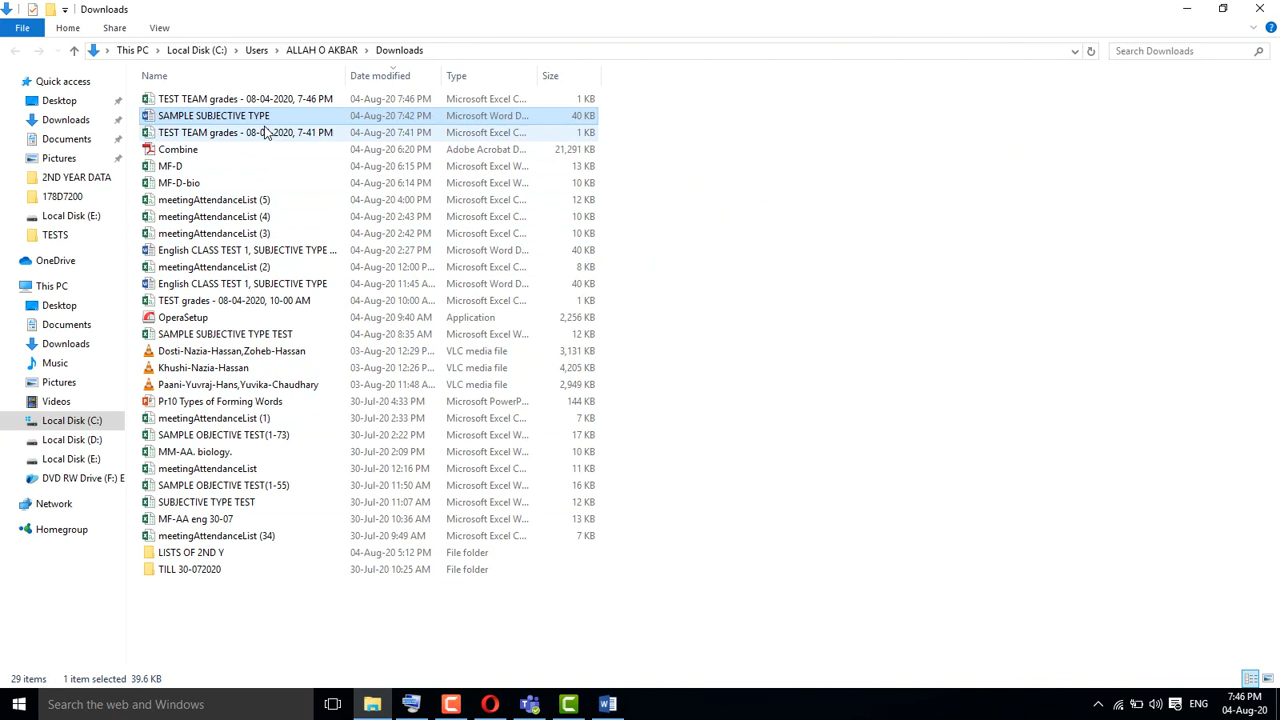 Downloads
File Home Share View
This PC Local Disk (C:) Users ALLAH O AKBAR Downloads Search Downloads
Name Date modified Type Size
Quick access
Desktop
Downloads
Documents
Pictures
2ND YEAR DATA
178D7200
Local Disk (E:)
TESTS
OneDrive
This PC
Desktop
Documents
Downloads
Music
Pictures
Videos
Local Disk (C:)
Local Disk (D:)
Local Disk (E:)
DVD RW Drive (F:) E
Network
Homegroup
TEST TEAM grades - 08-04-2020, 7-46 PM 04-Aug-20 7:46 PM Microsoft Excel C... 1 KB
SAMPLE SUBJECTIVE TYPE 04-Aug-20 7:42 PM Microsoft Word D... 40 KB
TEST TEAM grades - 08-04-2020, 7-41 PM 04-Aug-20 7:41 PM Microsoft Excel C... 1 KB
Combine 04-Aug-20 6:20 PM Adobe Acrobat D... 21,291 KB
MF-D 04-Aug-20 6:15 PM Microsoft Excel W... 13 KB
MF-D-bio 04-Aug-20 6:14 PM Microsoft Excel W... 10 KB
meetingAttendanceList (5) 04-Aug-20 4:00 PM Microsoft Excel C... 12 KB
meetingAttendanceList (4) 04-Aug-20 2:43 PM Microsoft Excel C... 10 KB
meetingAttendanceList (3) 04-Aug-20 2:42 PM Microsoft Excel C... 10 KB
English CLASS TEST 1, SUBJECTIVE TYPE ... 04-Aug-20 2:27 PM Microsoft Word D... 40 KB
meetingAttendanceList (2) 04-Aug-20 12:00 P... Microsoft Excel C... 8 KB
English CLASS TEST 1, SUBJECTIVE TYPE 04-Aug-20 11:45 A... Microsoft Word D... 40 KB
TEST grades - 08-04-2020, 10-00 AM 04-Aug-20 10:00 A... Microsoft Excel C... 1 KB
OperaSetup 04-Aug-20 9:40 AM Application 2,256 KB
SAMPLE SUBJECTIVE TYPE TEST 04-Aug-20 8:35 AM Microsoft Excel W... 12 KB
Dosti-Nazia-Hassan,Zoheb-Hassan 03-Aug-20 12:29 P... VLC media file 3,131 KB
Khushi-Nazia-Hassan 03-Aug-20 12:26 P... VLC media file 4,205 KB
Paani-Yuvraj-Hans,Yuvika-Chaudhary 03-Aug-20 11:48 A... VLC media file 2,949 KB
Pr10 Types of Forming Words 30-Jul-20 4:33 PM Microsoft PowerP... 144 KB
meetingAttendanceList (1) 30-Jul-20 2:33 PM Microsoft Excel C... 7 KB
SAMPLE OBJECTIVE TEST(1-73) 30-Jul-20 2:22 PM Microsoft Excel W... 17 KB
MM-AA. biology. 30-Jul-20 2:09 PM Microsoft Excel W... 10 KB
meetingAttendanceList 30-Jul-20 12:16 PM Microsoft Excel C... 11 KB
SAMPLE OBJECTIVE TEST(1-55) 30-Jul-20 11:50 AM Microsoft Excel W... 16 KB
SUBJECTIVE TYPE TEST 30-Jul-20 11:07 AM Microsoft Excel W... 12 KB
MF-AA eng 30-07 30-Jul-20 10:36 AM Microsoft Excel W... 13 KB
meetingAttendanceList (34) 30-Jul-20 9:49 AM Microsoft Excel C... 7 KB
LISTS OF 2ND Y 04-Aug-20 5:12 PM File folder
TILL 30-072020 30-Jul-20 10:25 AM File folder
29 items 1 item selected 39.6 KB
Search the web and Windows ENG 7:46 PM
04-Aug-20